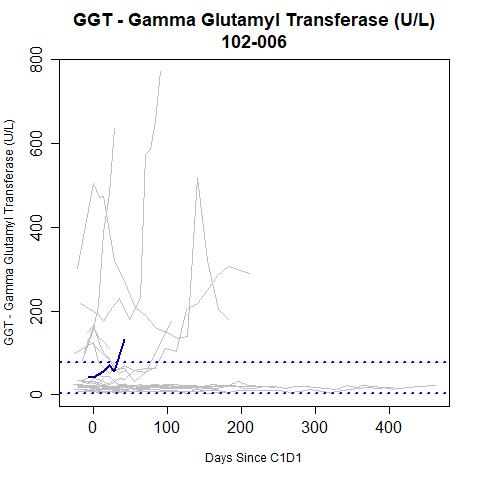 GGT - Gamma Glutamyl Transferase (U/L)
102-006
GGT - Gamma Glutamyl Transferase (U/L)
800
600
400
200
0
0 100 200 300 400
Days Since C1D1